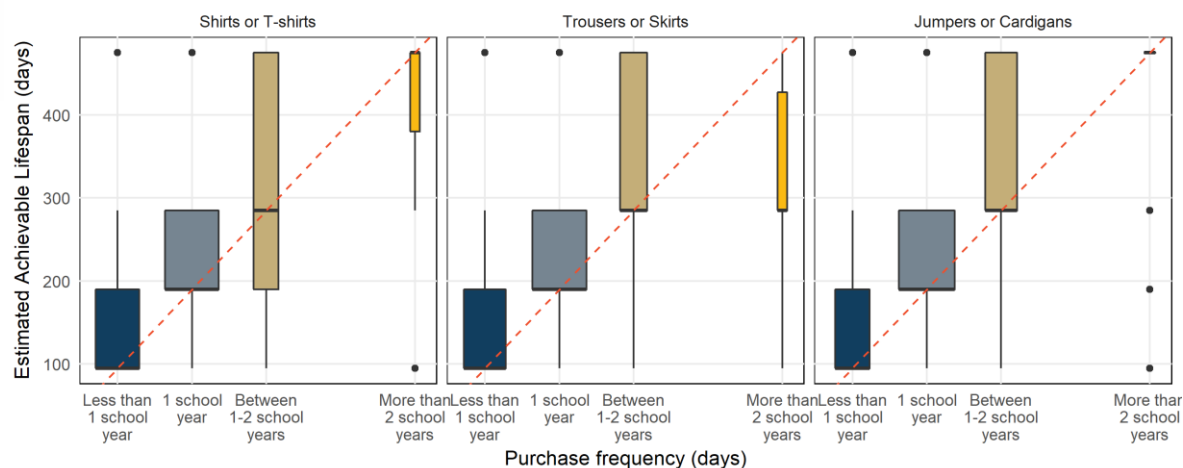 Shirts or T-shirts
Trousers or Skirts
Jumpers or Cardigans
Estimated Achievable Lifespan (days)
400
300
200
100
Less than
1 school
year
1 school
year
Between
1-2 school
years
More than
2 school
years
Less than
1 school
year
1 school
year
Between
1-2 school
years
More than
2 school
years
Less than
1 school
year
1 school
year
Between
1-2 school
years
More than
2 school
years
Purchase frequency (days)